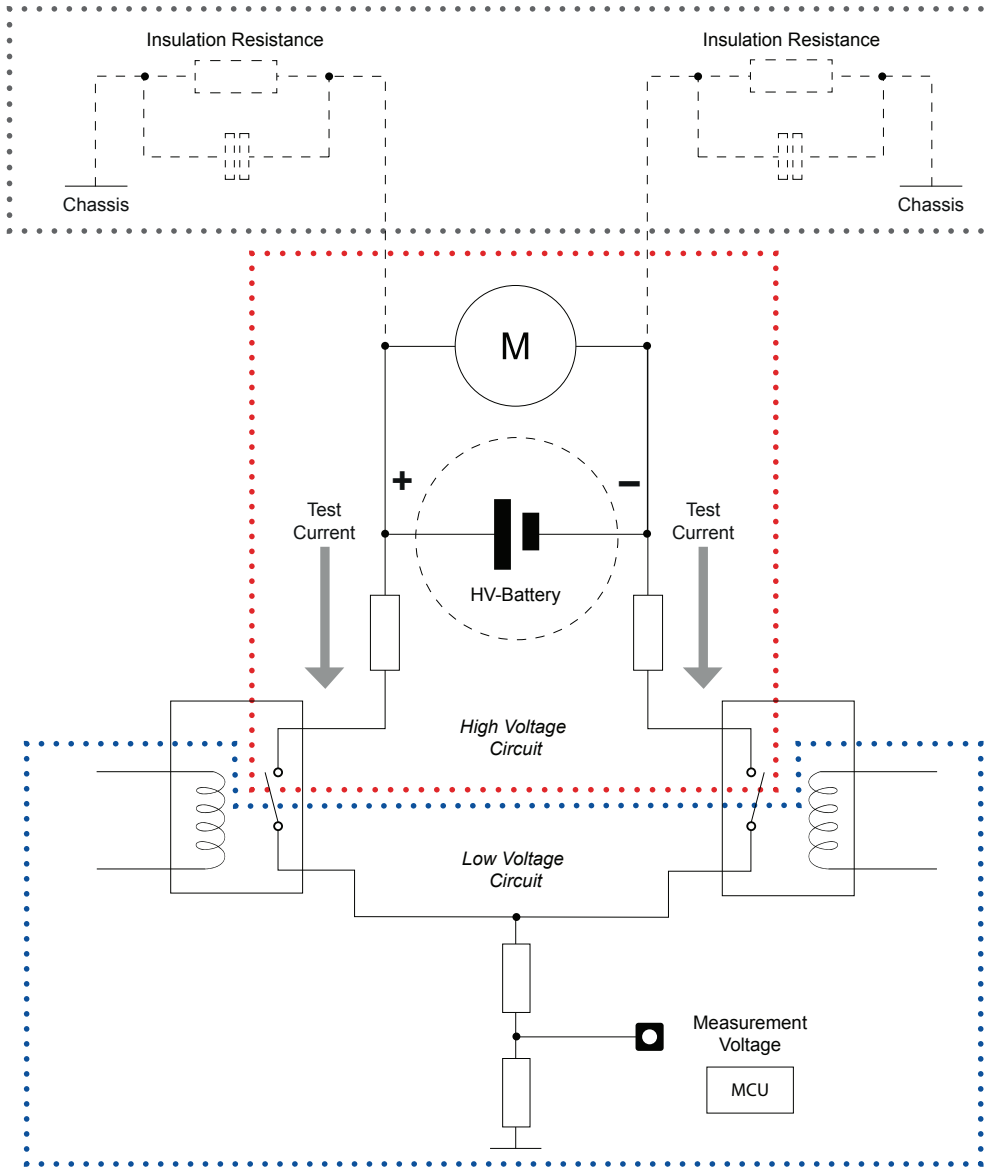 Insulation Resistance
Insulation Resistance
Chassis
Chassis
M
+
−
Test
Current
Test
Current
HV-Battery
High Voltage
Circuit
Low Voltage
Circuit
Measurement
Voltage
MCU